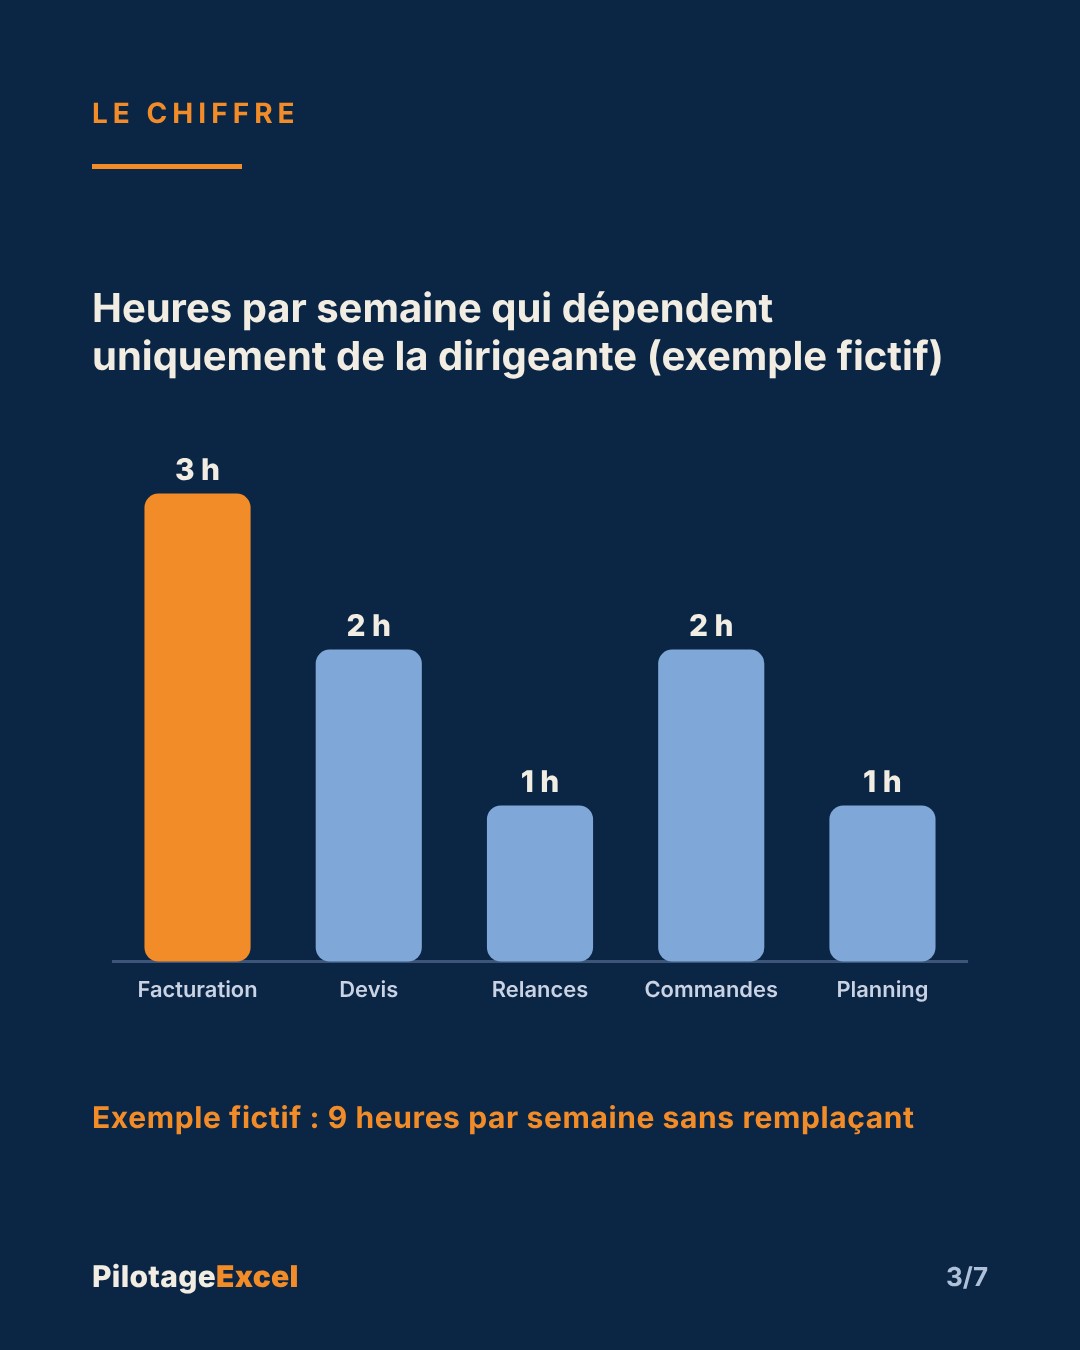 LE CHIFFRE
Heures par semaine qui dépendent
uniquement de la dirigeante (exemple fictif)
3 h
2 h
2 h
1 h
1 h
Facturation
Devis
Relances
Commandes
Planning
Exemple fictif : 9 heures par semaine sans remplaçant
PilotageExcel
3/7